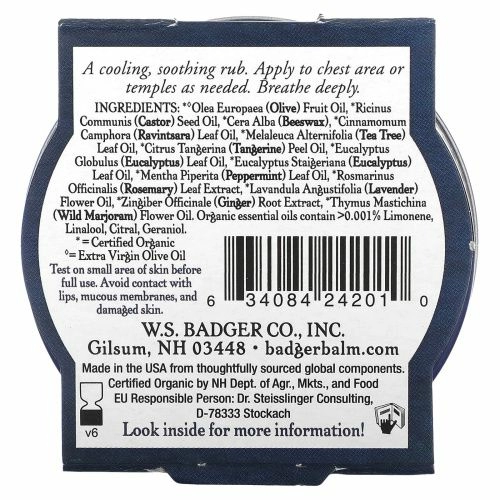 A cooling, soothing rub. Apply to chest area or
temples as needed. Breathe deeply.
INGREDIENTS: *◊Olea Europaea (Olive) Fruit Oil, *Ricinus
Communis (Castor) Seed Oil, *Cera Alba (Beeswax), *Cinnamomum
Camphora (Ravintsara) Leaf Oil, *Melaleuca Alternifolia (Tea Tree)
Leaf Oil, *Citrus Tangerina (Tangerine) Peel Oil, *Eucalyptus
Globulus (Eucalyptus) Leaf Oil, *Eucalyptus Staigeriana (Eucalyptus)
Leaf Oil, *Mentha Piperita (Peppermint) Leaf Oil, *Rosmarinus
Officinalis (Rosemary) Leaf Extract, *Lavandula Angustifolia (Lavender)
Flower Oil, *Zingiber Officinale (Ginger) Root Extract, *Thymus Mastichina
(Wild Marjoram) Flower Oil. Organic essential oils contain >0.001% Limonene,
Linalool, Citral, Geraniol.
* = Certified Organic
◊= Extra Virgin Olive Oil
Test on small area of skin before
full use. Avoid contact with
lips, mucous membranes, and
damaged skin.
6 34084 24201 0
W.S. BADGER CO., INC.
Gilsum, NH 03448 • badgerbalm.com
Made in the USA from thoughtfully sourced global components.
Certified Organic by NH Dept. of Agr., Mkts., and Food
EU Responsible Person: Dr. Steisslinger Consulting,
D-78333 Stockach
v6
Look inside for more information!